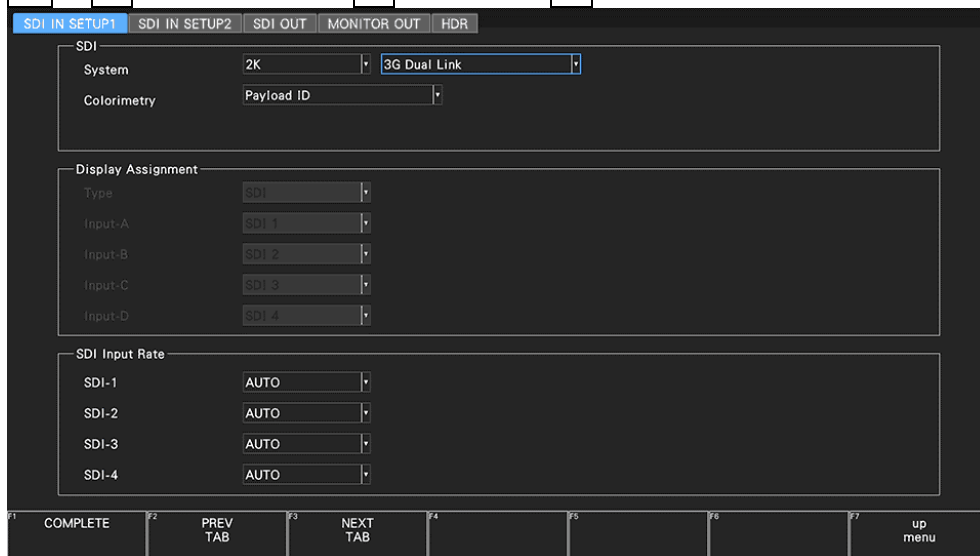 SDI IN SETUP1 SDI IN SETUP2 SDI OUT MONITOR OUT HDR
SDI
System 2K 3G Dual Link
Colorimetry Payload ID
Display Assignment
Type SDI
Input-A SDI 1
Input-B SDI 2
Input-C SDI 3
Input-D SDI 4
SDI Input Rate
SDI-1 AUTO
SDI-2 AUTO
SDI-3 AUTO
SDI-4 AUTO
F1 COMPLETE F2 PREV TAB F3 NEXT TAB F4 F5 F6 F7 up menu